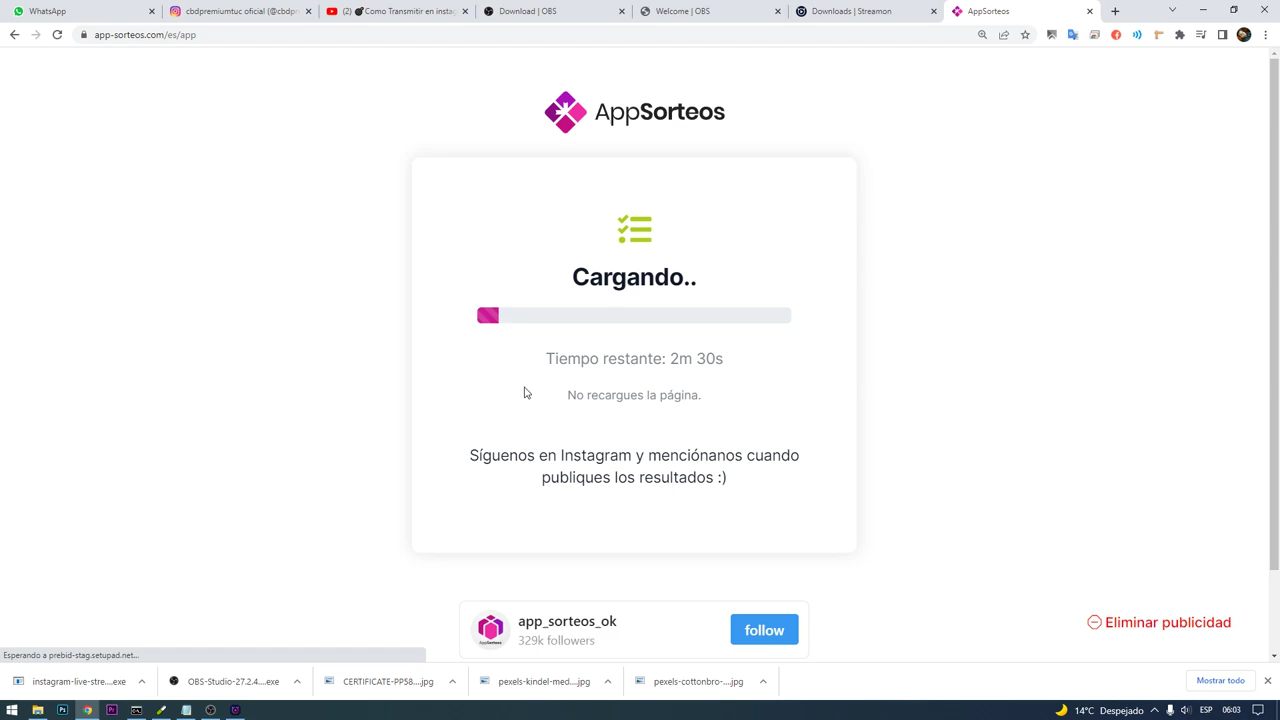 WhatsApp
cbdpremiumtuc oficial (@cbdpr
(2) 💣Como Transmitir en instag
Download | OBS
Welcome | OBS
Downloads | Streamon
AppSorteos
app-sorteos.com/es/app
AppSorteos
Cargando..
Tiempo restante: 2m 30s
No recargues la página.
Síguenos en Instagram y menciónanos cuando
publiques los resultados :)
app_sorteos_ok
329k followers
follow
AppSorteos
Eliminar publicidad
Esperando a prebid-stag.setupad.net...
instagram-live-stre....exe
OBS-Studio-27.2.4....exe
CERTIFICATE-PP58....jpg
pexels-kindel-med....jpg
pexels-cottonbro-....jpg
Mostrar todo
14°C Despejado
ESP
06:03